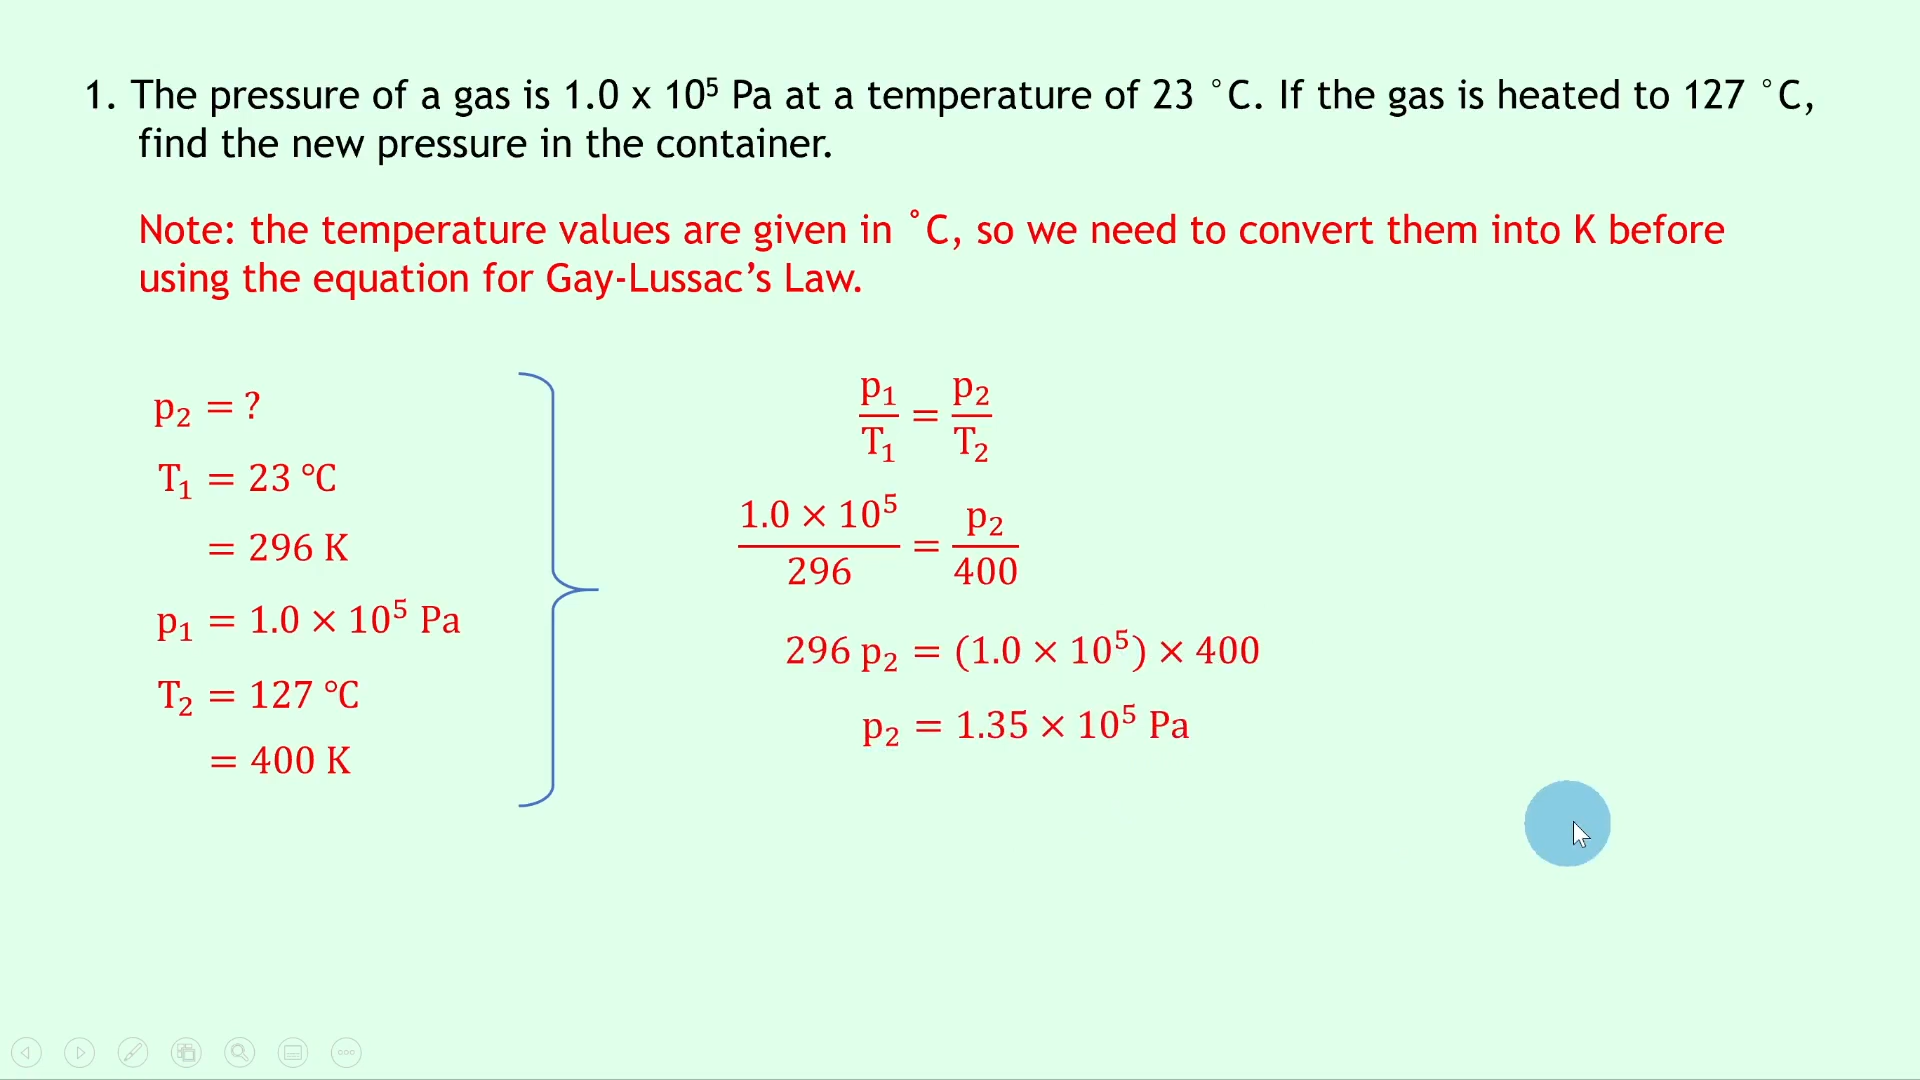 1. The pressure of a gas is 1.0 x 10⁵ Pa at a temperature of 23 °C. If the gas is heated to 127 °C,
find the new pressure in the container.
Note: the temperature values are given in °C, so we need to convert them into K before
using the equation for Gay-Lussac’s Law.
p₂ = ?
T₁ = 23 °C
= 296 K
p₁ = 1.0 × 10⁵ Pa
T₂ = 127 °C
= 400 K
p₁/T₁ = p₂/T₂
1.0 × 10⁵/296 = p₂/400
296 p₂ = (1.0 × 10⁵) × 400
p₂ = 1.35 × 10⁵ Pa